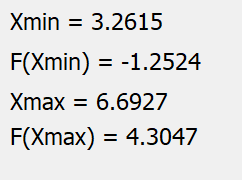 Xmin = 3.2615
F(Xmin) = -1.2524
Xmax = 6.6927
F(Xmax) = 4.3047